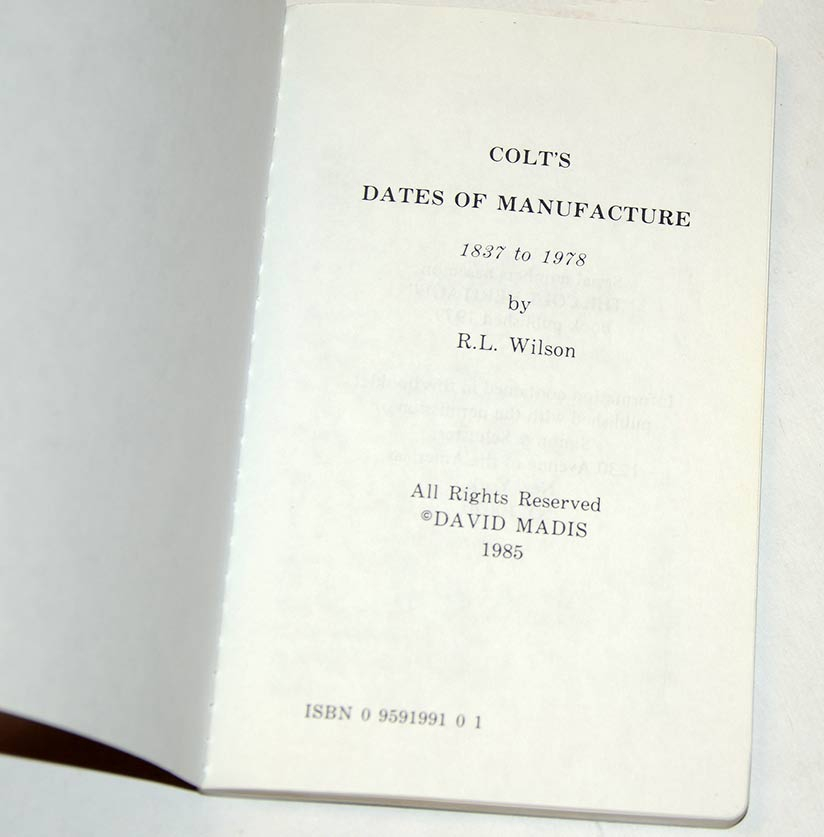 COLT'S
DATES OF MANUFACTURE
1837 to 1978
by
R.L. Wilson
All Rights Reserved
©DAVID MADIS
1985
ISBN 0 9591991 0 1